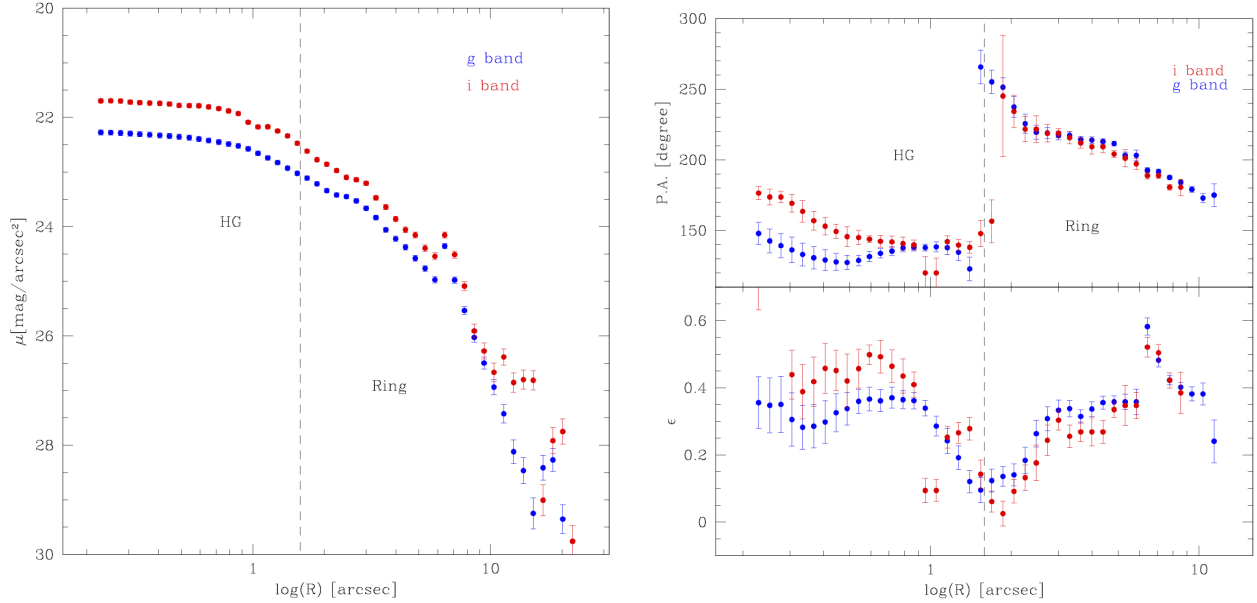 20
22
24
26
28
30
μ[mag/arcsec²]
g band
i band
HG
Ring
1
10
log(R) [arcsec]
300
250
200
150
P.A. [degree]
i band
g band
HG
Ring
0.6
0.4
0.2
0
ϵ
1
10
log(R) [arcsec]